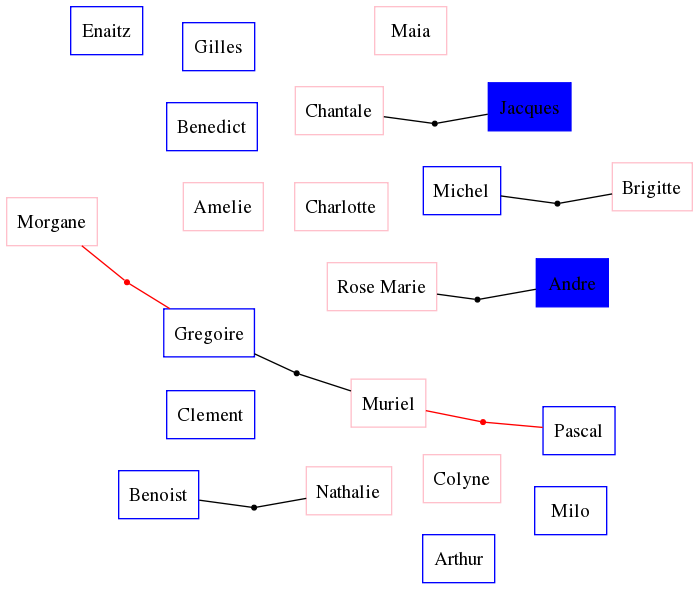 Enaitz
Gilles
Maia
Chantale
Jacques
Benedict
Michel
Brigitte
Amelie
Charlotte
Morgane
Rose Marie
Andre
Gregoire
Muriel
Clement
Pascal
Colyne
Benoist
Nathalie
Milo
Arthur